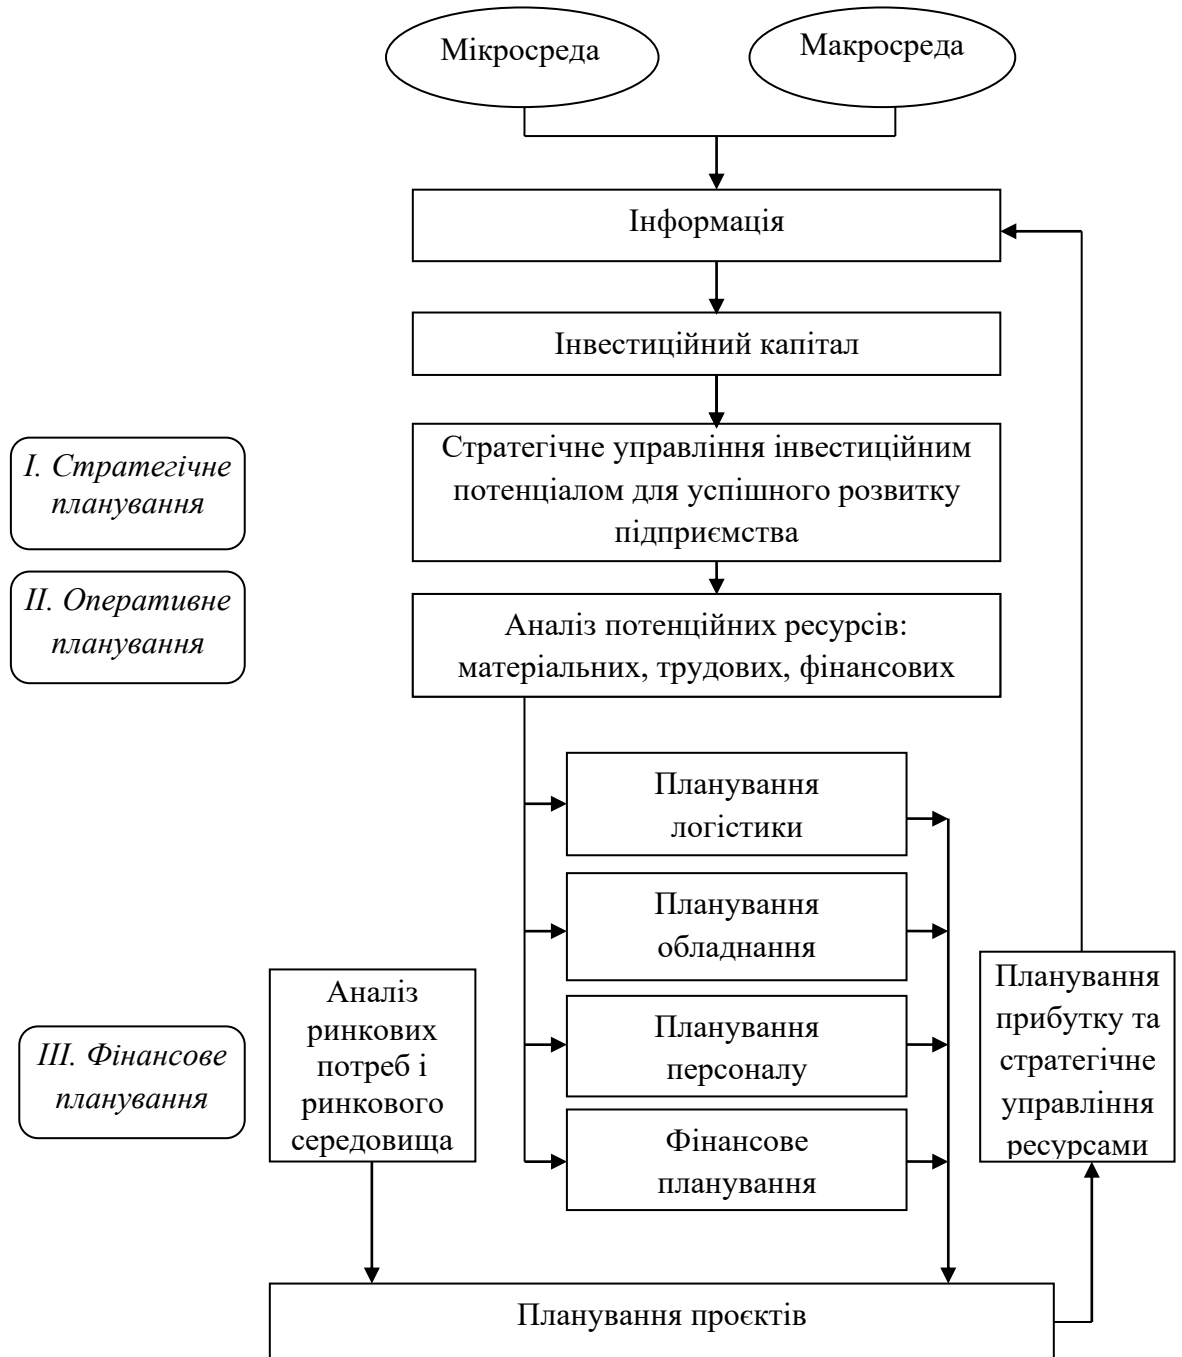 Мікросреда
Макросреда
Інформація
Інвестиційний капітал
І. Стратегічне
планування
Стратегічне управління інвестиційним
потенціалом для успішного розвитку
підприємства
ІІ. Оперативне
планування
Аналіз потенційних ресурсів:
матеріальних, трудових, фінансових
Планування
логістики
Планування
обладнання
Планування
персоналу
Фінансове
планування
ІІІ. Фінансове
планування
Аналіз
ринкових
потреб і
ринкового
середовища
Планування
прибутку та
стратегічне
управління
ресурсами
Планування проєктів